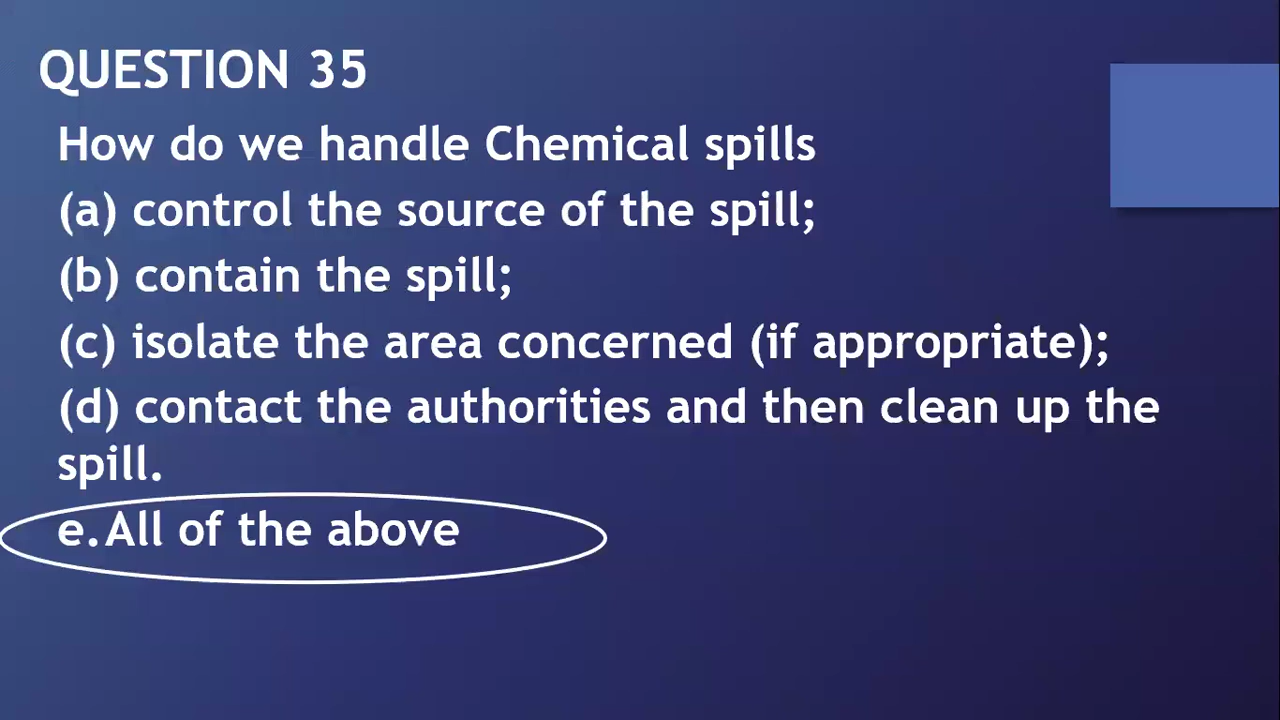 QUESTION 35
How do we handle Chemical spills
(a) control the source of the spill;
(b) contain the spill;
(c) isolate the area concerned (if appropriate);
(d) contact the authorities and then clean up the
spill.
e.All of the above